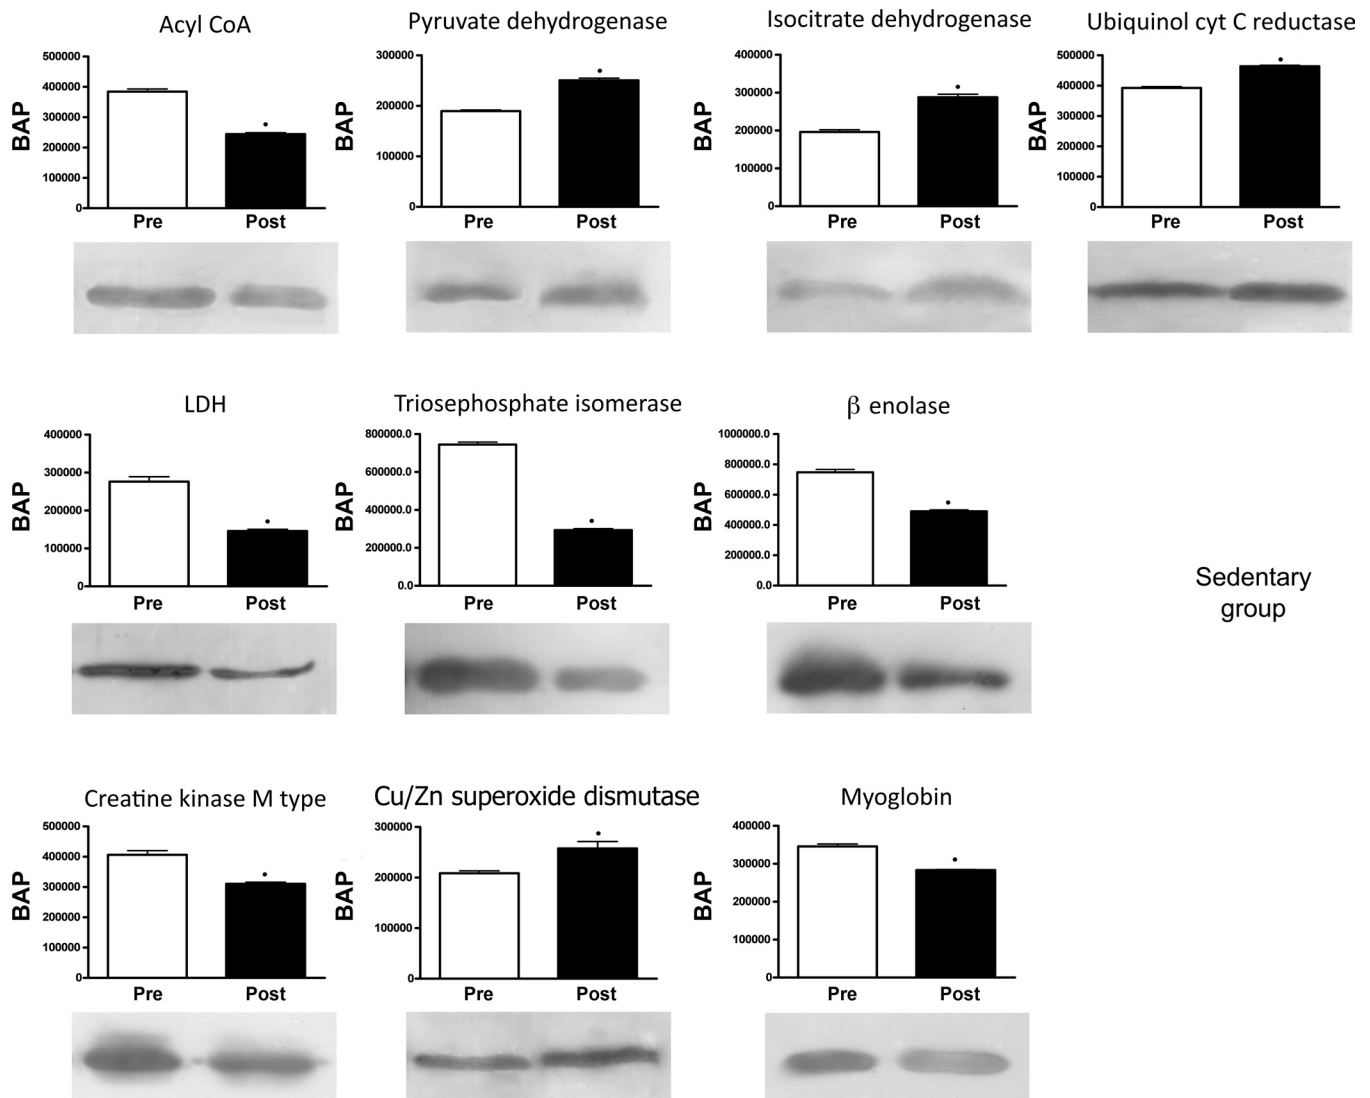 Acyl CoA
Pyruvate dehydrogenase
Isocitrate dehydrogenase
Ubiquinol cyt C reductase
BAP
500000
400000
300000
200000
100000
0
Pre
Post
•
BAP
300000
200000
100000
0
Pre
Post
•
BAP
400000
300000
200000
100000
0
Pre
Post
•
BAP
500000
400000
300000
200000
100000
0
Pre
Post
•
LDH
Triosephosphate isomerase
β enolase
BAP
400000
300000
200000
100000
0
Pre
Post
•
BAP
800000.0
600000.0
400000.0
200000.0
0.0
Pre
Post
•
BAP
1000000.0
800000.0
600000.0
400000.0
200000.0
0.0
Pre
Post
•
Sedentary
group
Creatine kinase M type
Cu/Zn superoxide dismutase
Myoglobin
BAP
500000
400000
300000
200000
100000
0
Pre
Post
•
BAP
300000
200000
100000
0
Pre
Post
•
BAP
400000
300000
200000
100000
0
Pre
Post
•